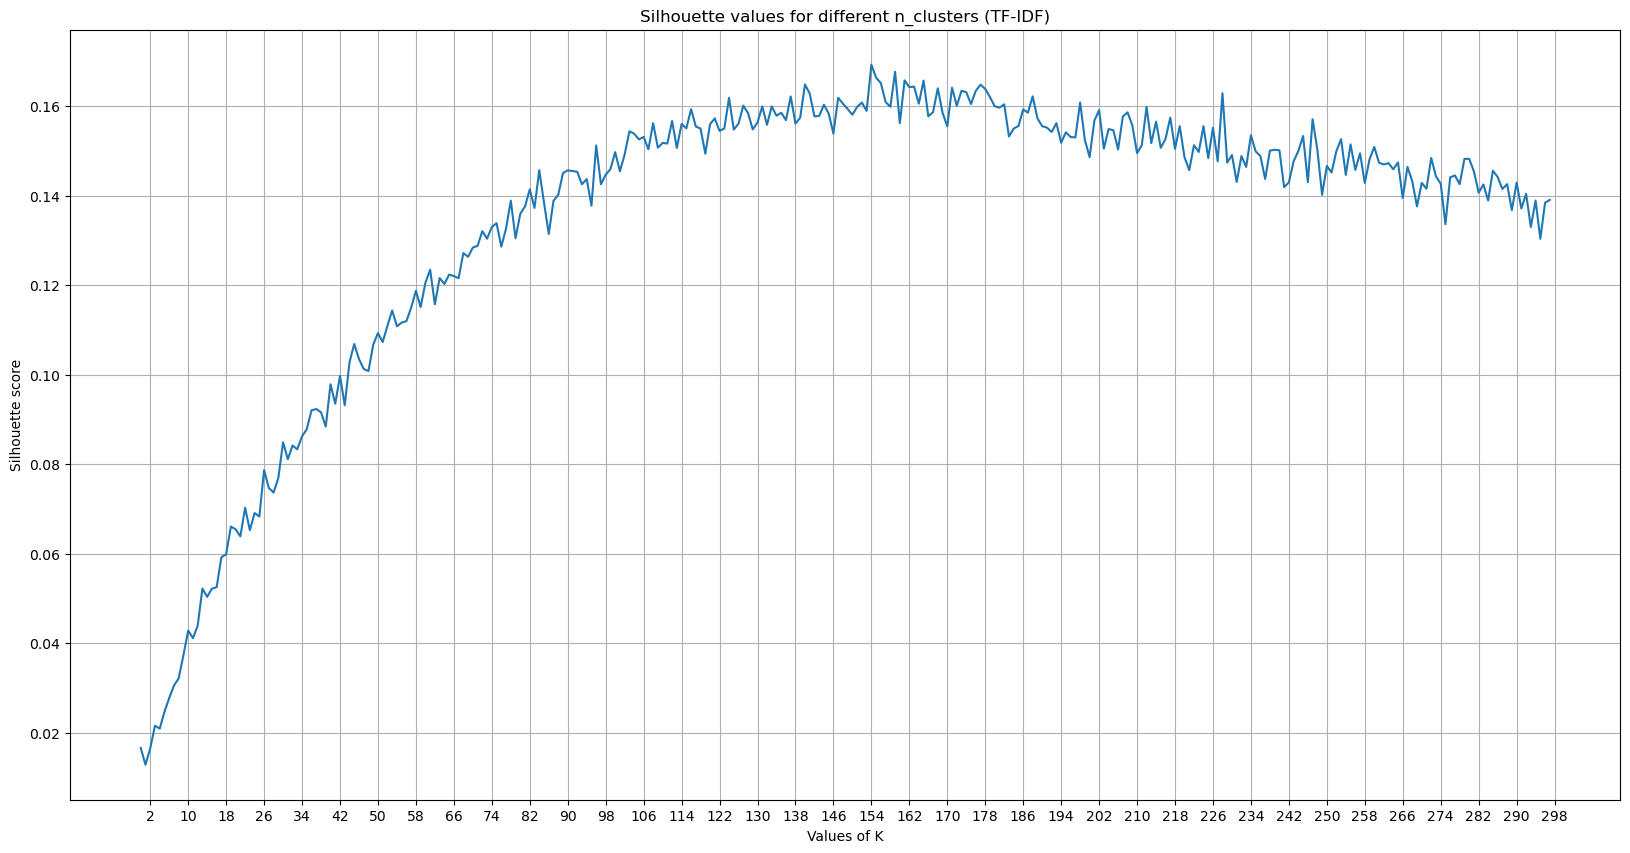 Silhouette values for different n_clusters (TF-IDF)
0.16
0.14
0.12
0.10
0.08
0.06
0.04
0.02
Silhouette score
2 10 18 26 34 42 50 58 66 74 82 90 98 106 114 122 130 138 146 154 162 170 178 186 194 202 210 218 226 234 242 250 258 266 274 282 290 298
Values of K